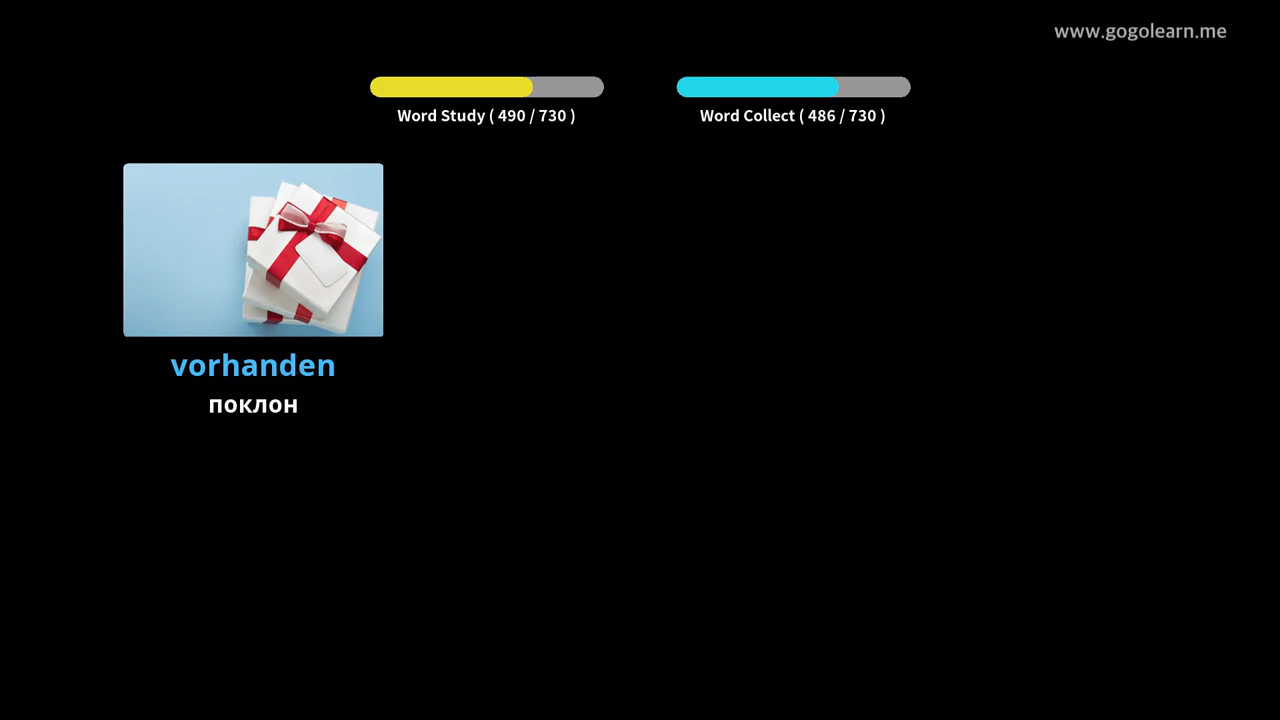 www.gogolearn.me
Word Study ( 490 / 730 )
Word Collect ( 486 / 730 )
vorhanden
поклон